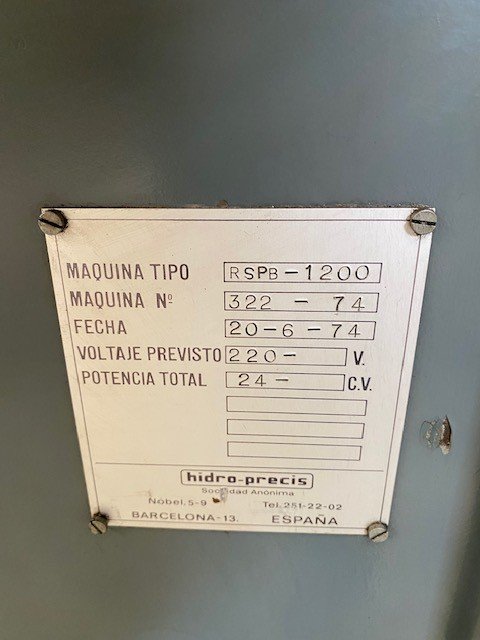 MAQUINA TIPO RSPB-1200
MAQUINA Nº 322 - 74
FECHA 20-6-74
VOLTAJE PREVISTO 220- V.
POTENCIA TOTAL 24- C.V.
hidro-precis
Sociedad Anónima
Nobel, 5-9 Tel. 251-22-02
BARCELONA-13. ESPAÑA